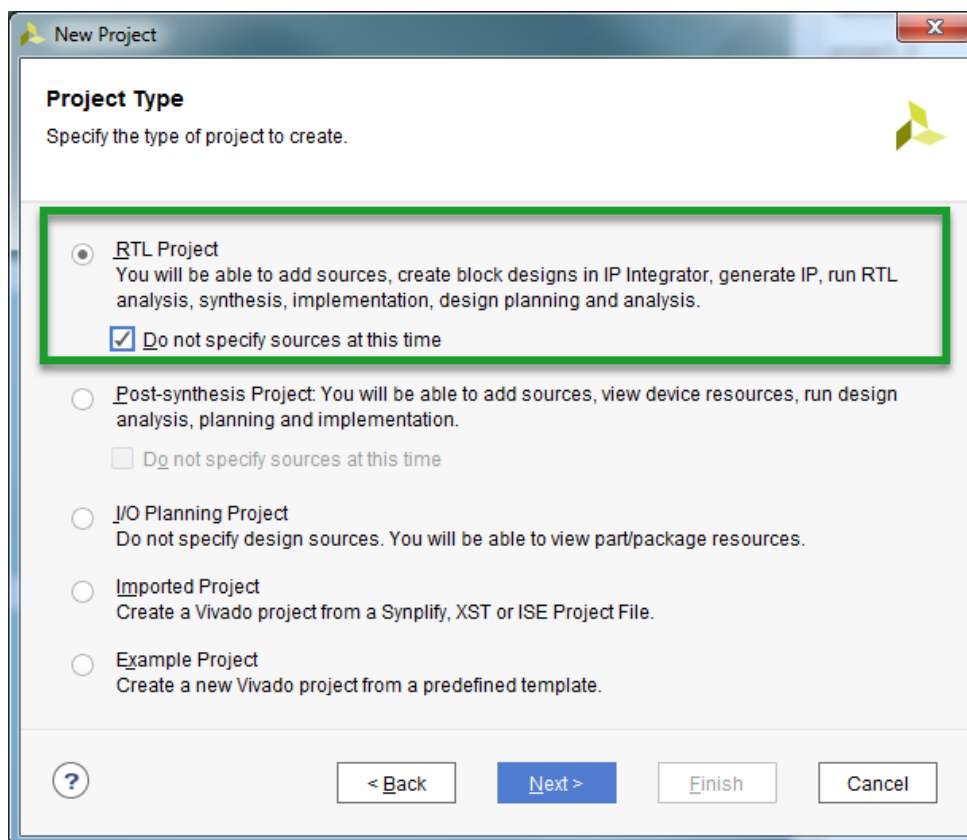 New Project
Project Type
Specify the type of project to create.
RTL Project
You will be able to add sources, create block designs in IP Integrator, generate IP, run RTL
analysis, synthesis, implementation, design planning and analysis.
Do not specify sources at this time
Post-synthesis Project: You will be able to add sources, view device resources, run design
analysis, planning and implementation.
Do not specify sources at this time
I/O Planning Project
Do not specify design sources. You will be able to view part/package resources.
Imported Project
Create a Vivado project from a Synplify, XST or ISE Project File.
Example Project
Create a new Vivado project from a predefined template.
? < Back Next > Finish Cancel